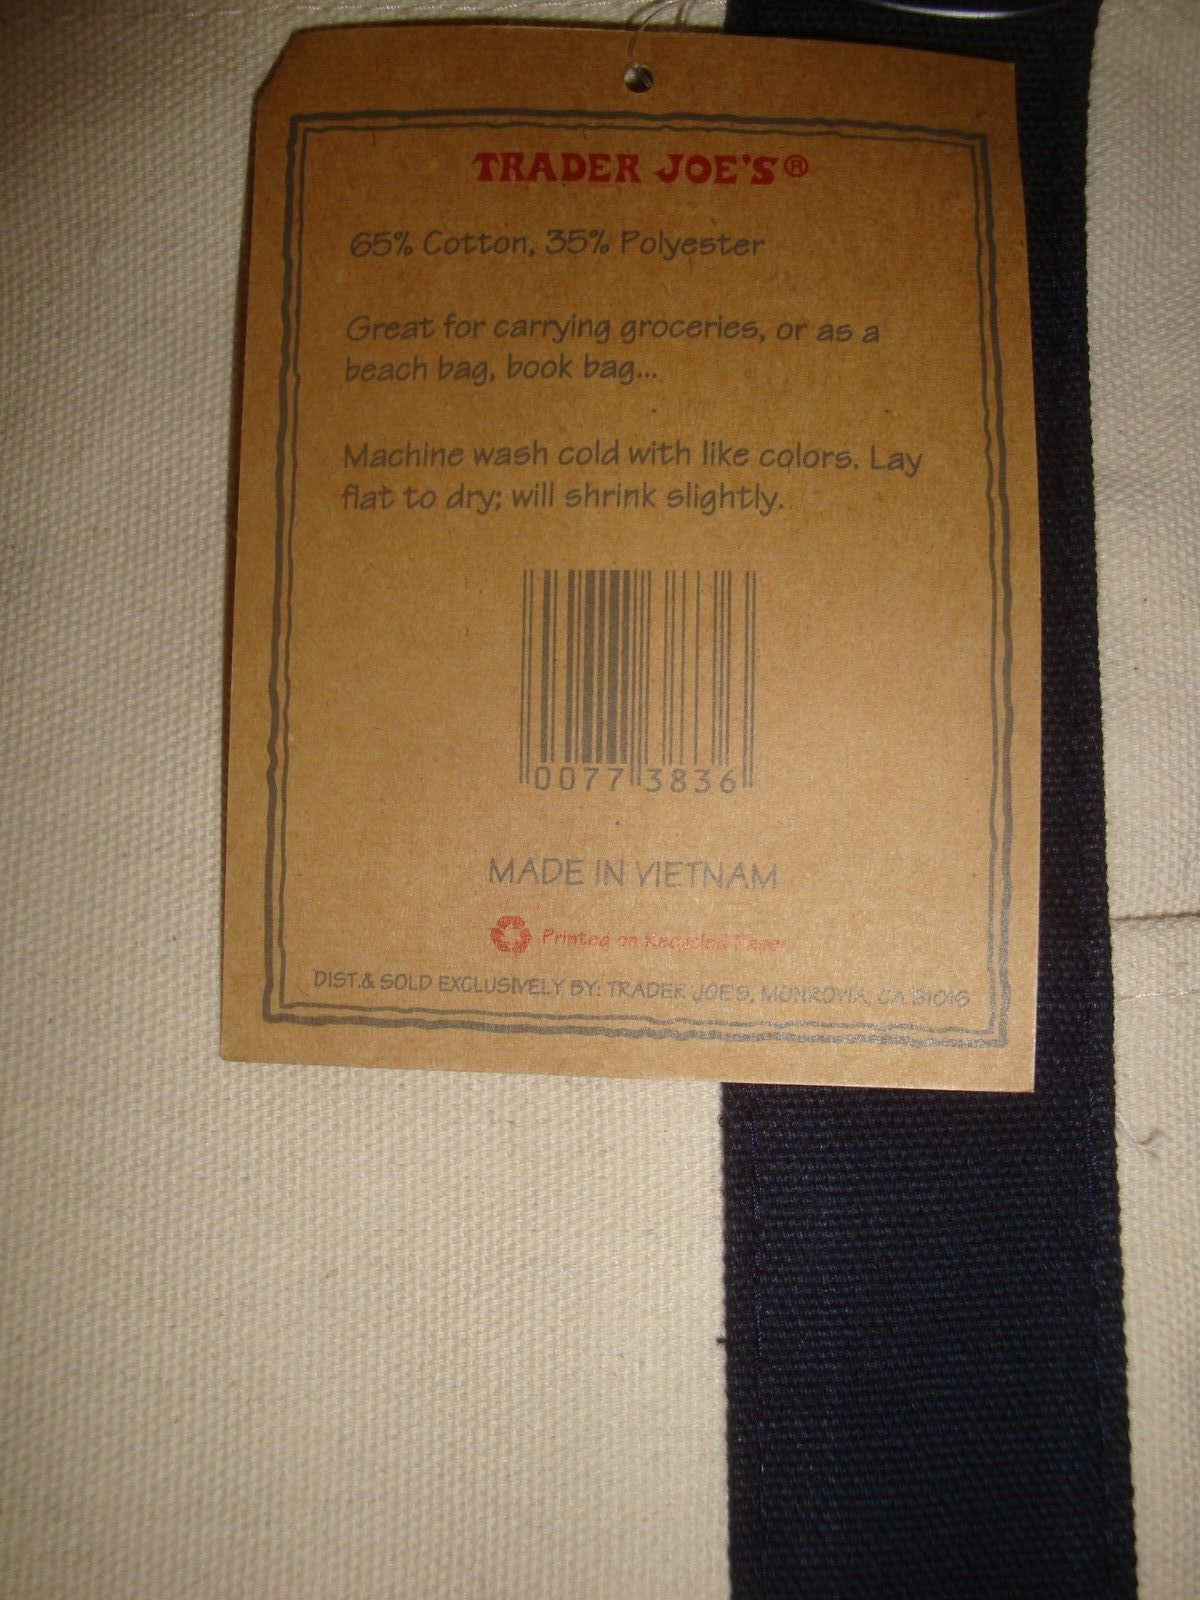 TRADER JOE'S®
65% Cotton, 35% Polyester
Great for carrying groceries, or as a
beach bag, book bag...
Machine wash cold with like colors. Lay
flat to dry; will shrink slightly.
0077 3836
MADE IN VIETNAM
Printed on Recycled Paper
DIST.& SOLD EXCLUSIVELY BY: TRADER JOE'S, MONROVIA, CA 91016